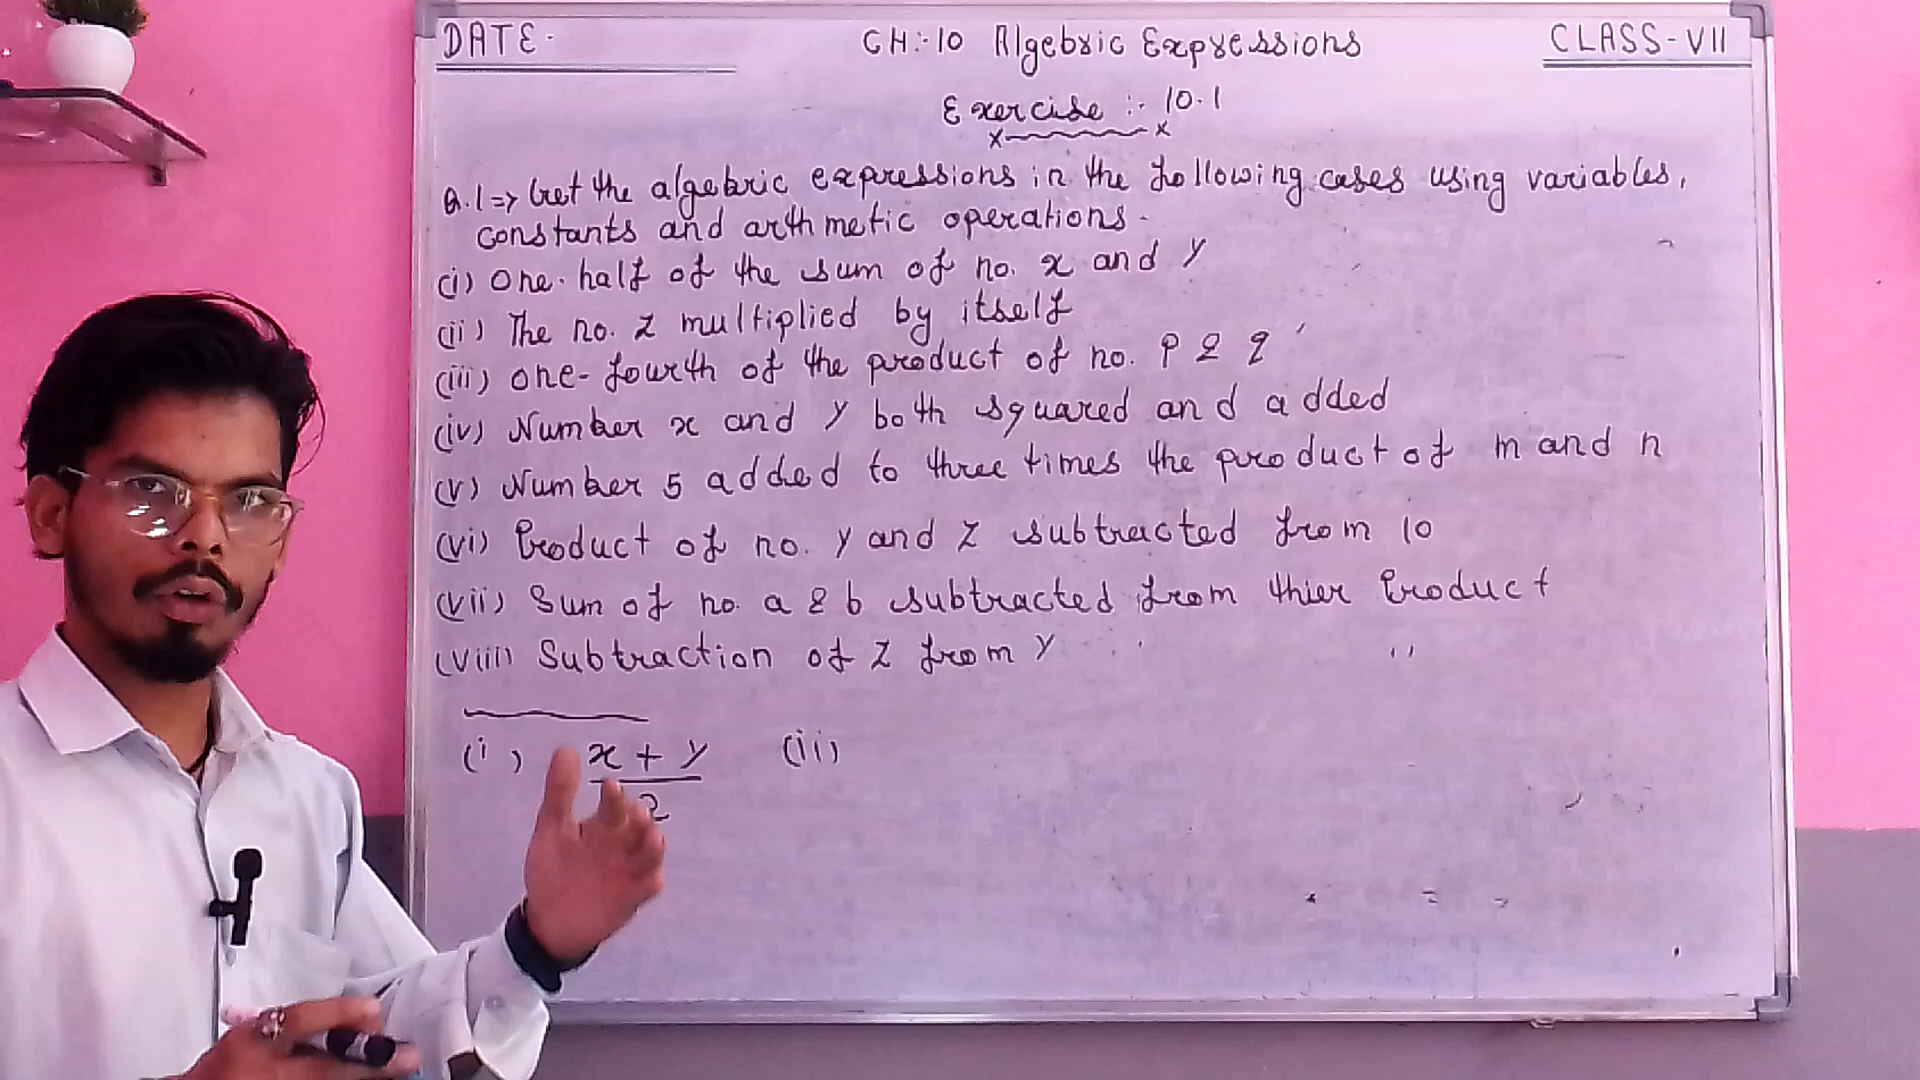 DATE-
CH:-10 Algebric Expressions
CLASS-VII
Exercise :- 10.1
Q.1=> Get the algebric expressions in the following cases using variables,
constants and arthmetic operations.
(i) One-half of the sum of no. x and y
(ii) The no. z multiplied by itself
(iii) One-fourth of the product of no. p & q
(iv) Number x and y both squared and added
(v) Number 5 added to three times the product of m and n
(vi) Product of no. y and z subtracted from 10
(vii) Sum of no. a & b subtracted from thier Product
(viii) Subtraction of z from y
(i) x + y
2
(ii)